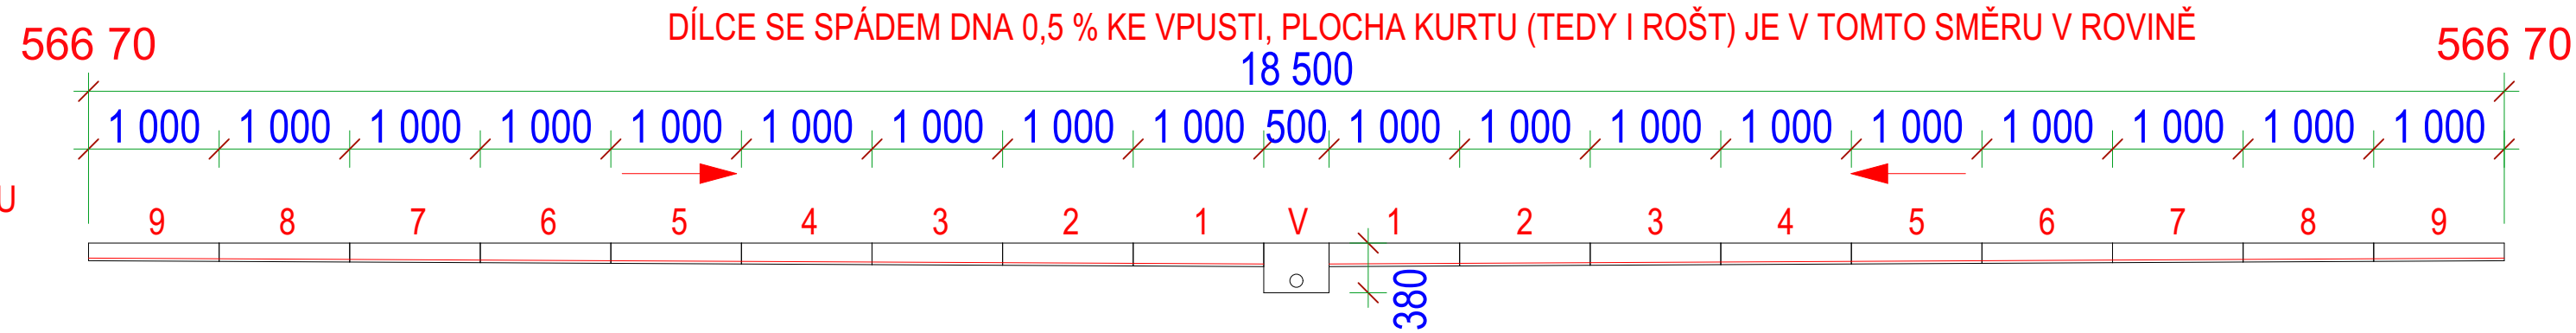 DÍLCE SE SPÁDEM DNA 0,5 % KE VPUSTI, PLOCHA KURTU (TEDY I ROŠT) JE V TOMTO SMĚRU V ROVINĚ
566 70 566 70
18 500
1 000 1 000 1 000 1 000 1 000 1 000 1 000 1 000 1 000 500 1 000 1 000 1 000 1 000 1 000 1 000 1 000 1 000 1 000
U
9 8 7 6 5 4 3 2 1 V 1 2 3 4 5 6 7 8 9
380